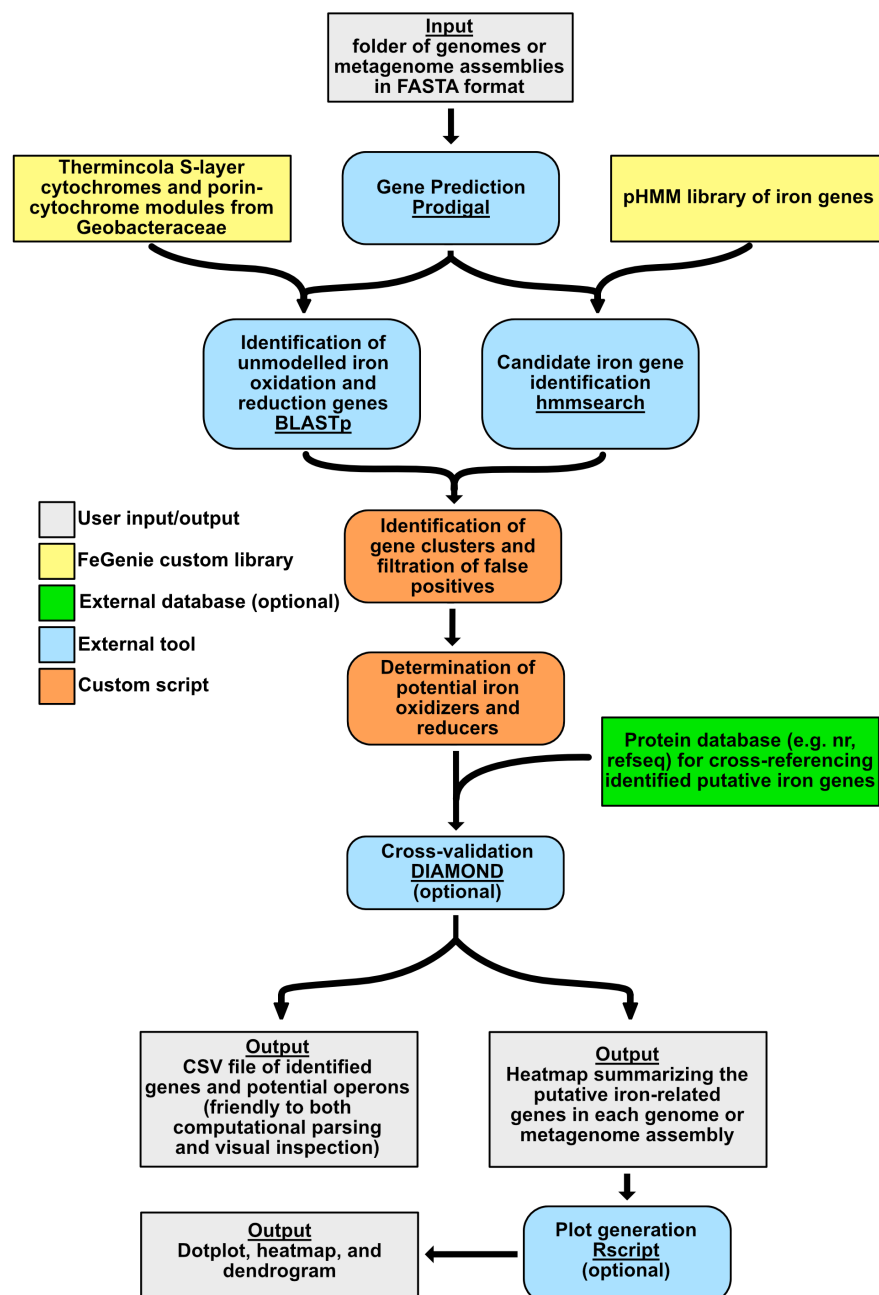 Input
folder of genomes or
metagenome assemblies
in FASTA format
Thermincola S-layer
cytochromes and porin-
cytochrome modules from
Geobacteraceae
Gene Prediction
Prodigal
pHMM library of iron genes
Identification of
unmodelled iron
oxidation and
reduction genes
BLASTp
Candidate iron gene
identification
hmmsearch
User input/output
FeGenie custom library
External database (optional)
External tool
Custom script
Identification of
gene clusters and
filtration of false
positives
Determination of
potential iron
oxidizers and
reducers
Protein database (e.g. nr,
refseq) for cross-referencing
identified putative iron genes
Cross-validation
DIAMOND
(optional)
Output
CSV file of identified
genes and potential operons
(friendly to both
computational parsing
and visual inspection)
Output
Heatmap summarizing the
putative iron-related
genes in each genome or
metagenome assembly
Output
Dotplot, heatmap, and
dendrogram
Plot generation
Rscript
(optional)